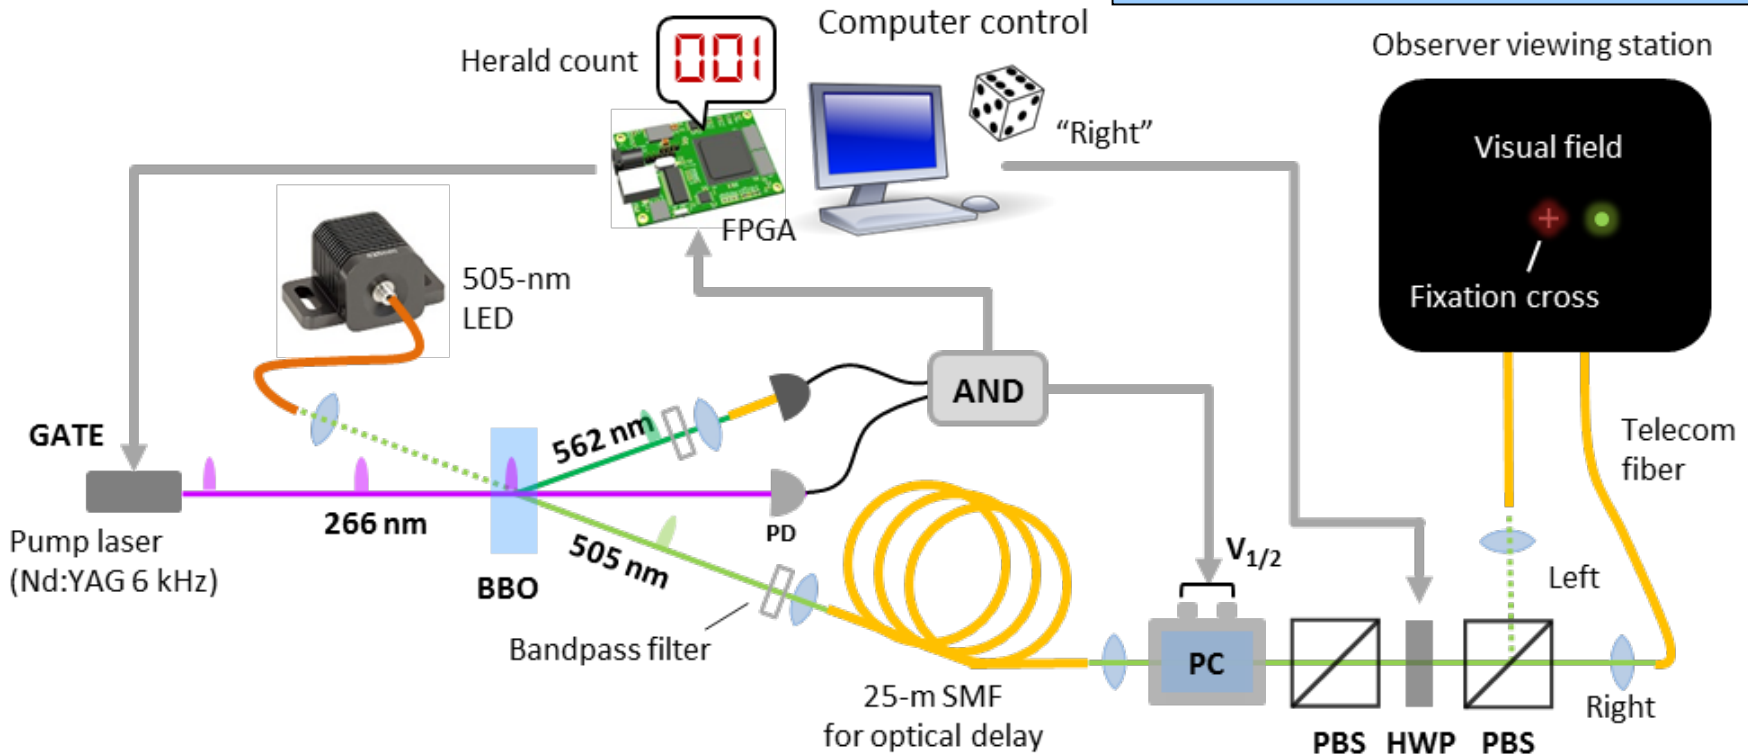 Computer control
Herald count
001
Observer viewing station
"Right"
Visual field
FPGA
505-nm
LED
Fixation cross
AND
GATE
562 nm
Telecom
fiber
266 nm
PD
Pump laser
(Nd:YAG 6 kHz)
505 nm
V1/2
BBO
Left
Bandpass filter
PC
25-m SMF
for optical delay
Right
PBS
HWP
PBS